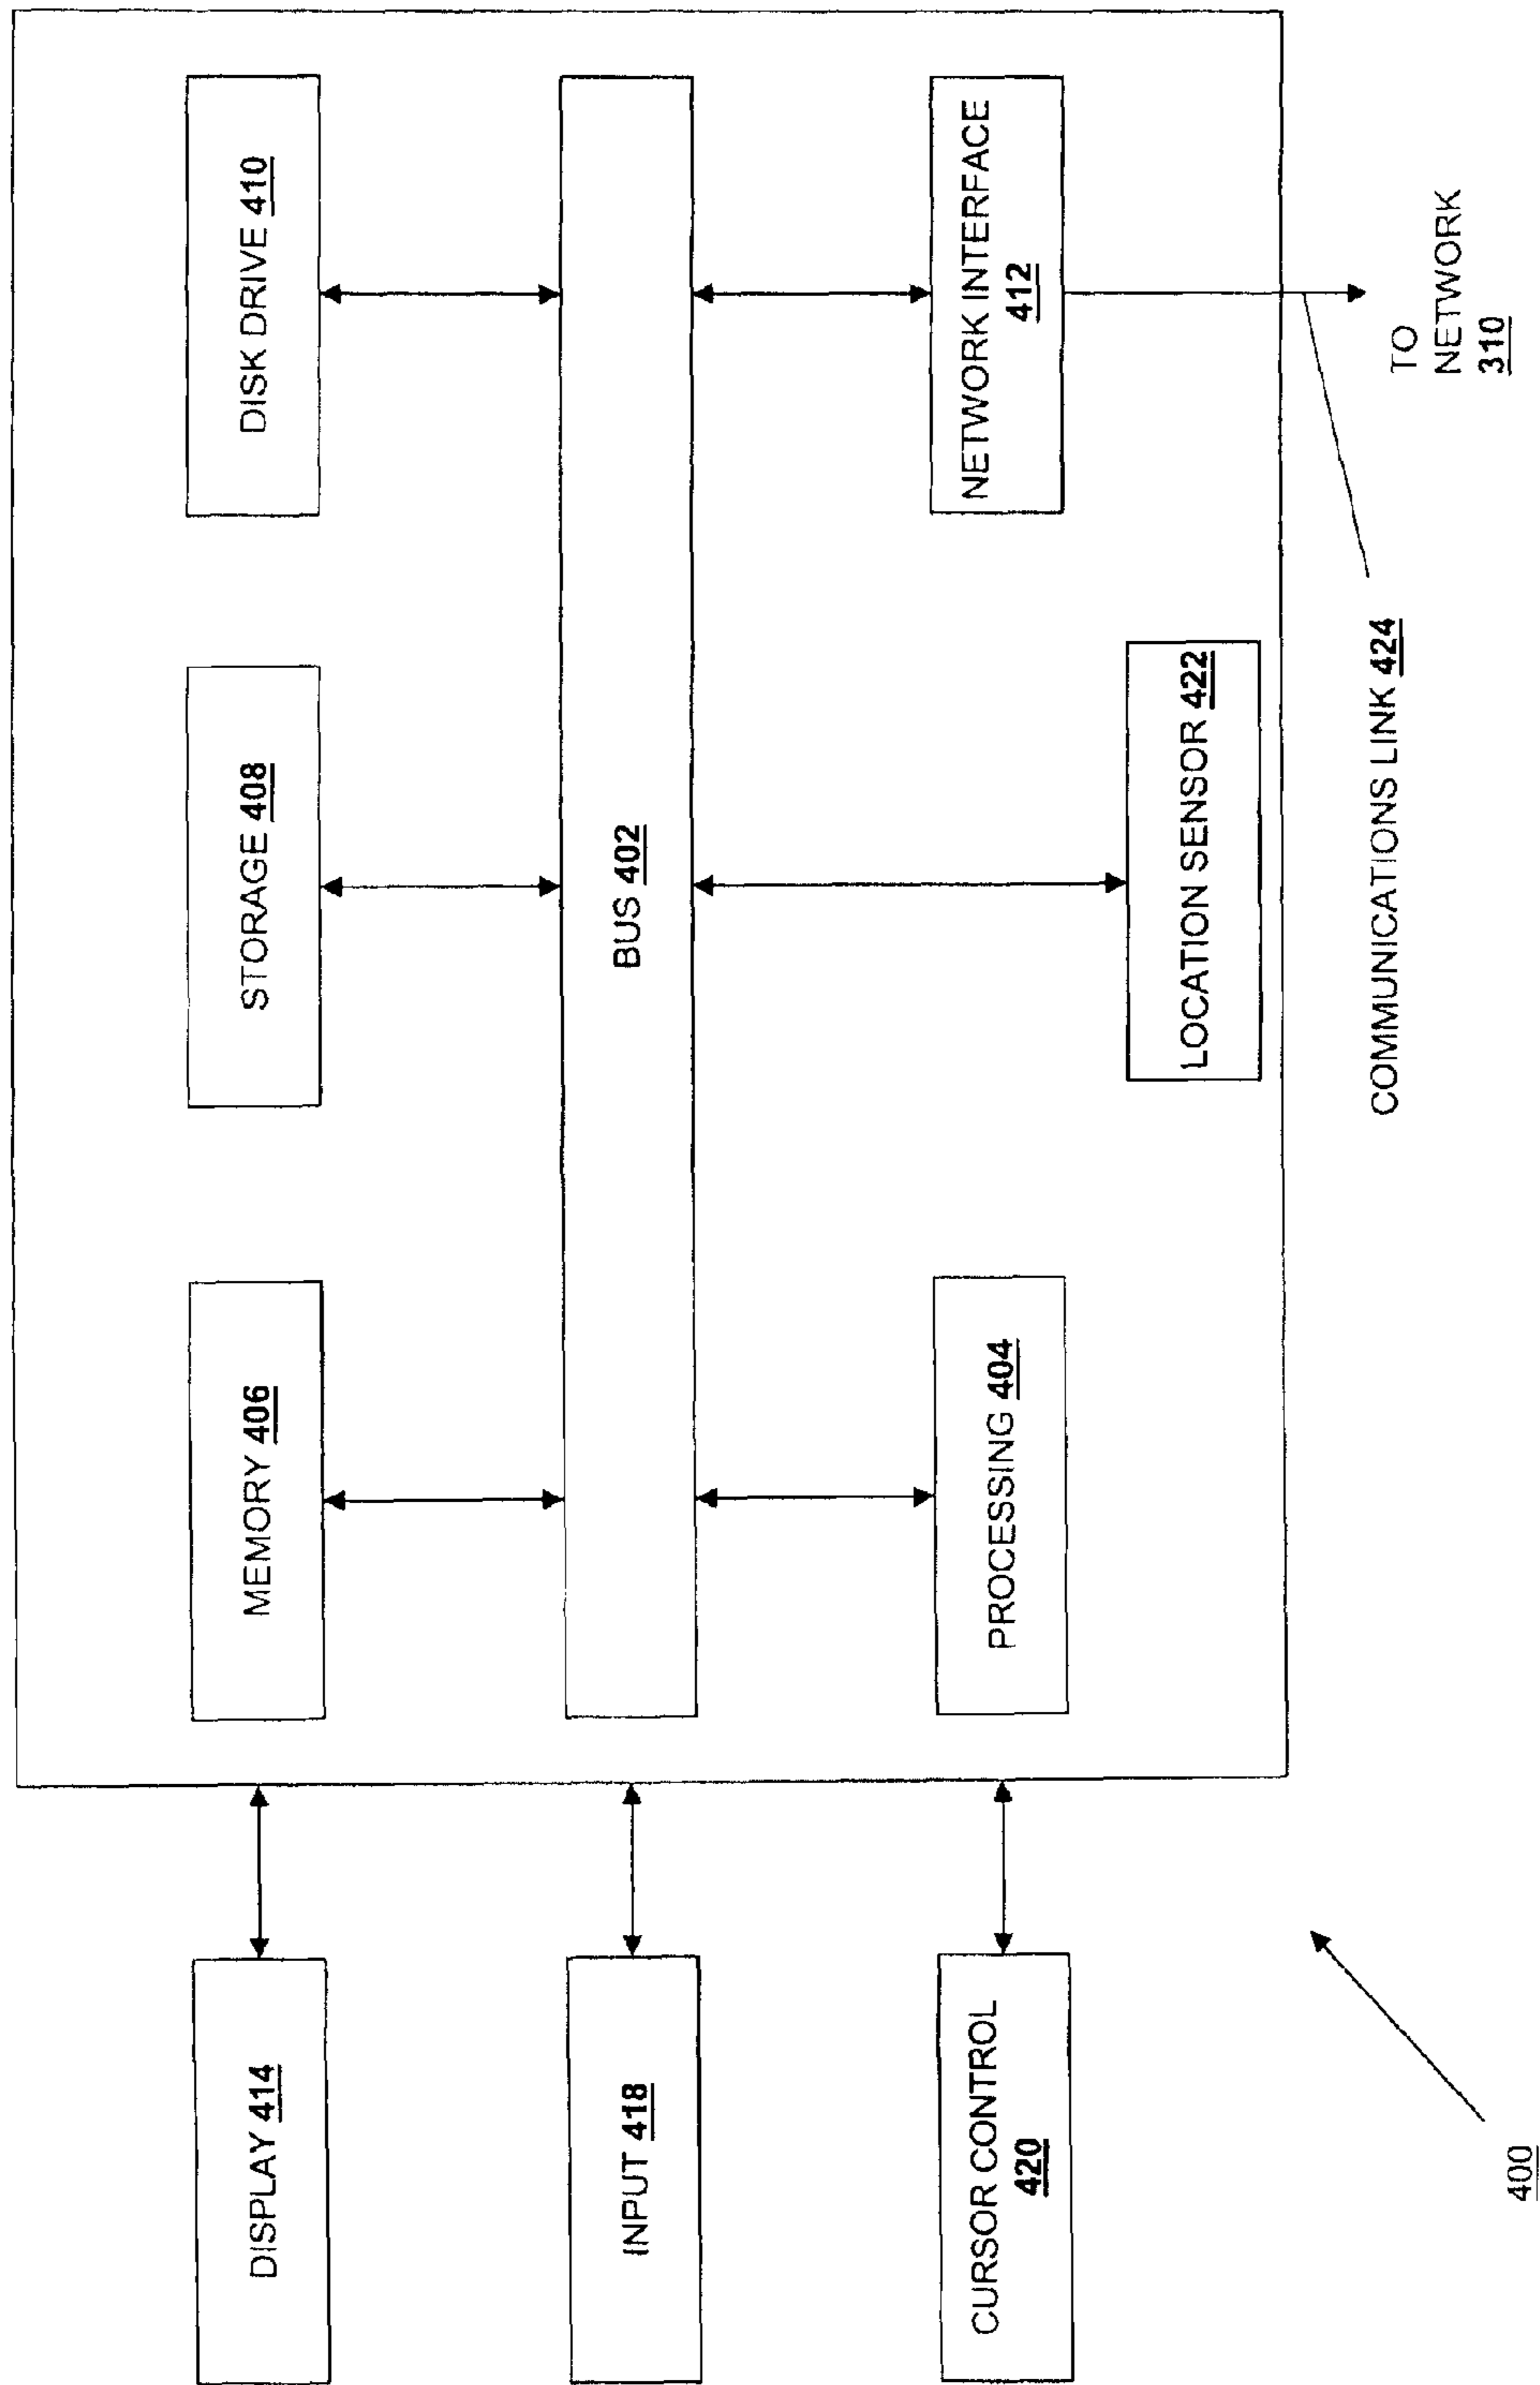 DISPLAY 414
MEMORY 406
STORAGE 408
DISK DRIVE 410
INPUT 418
BUS 402
CURSOR CONTROL
420
PROCESSING 404
NETWORK INTERFACE
412
LOCATION SENSOR 422
COMMUNICATIONS LINK 424
TO
NETWORK
310
400